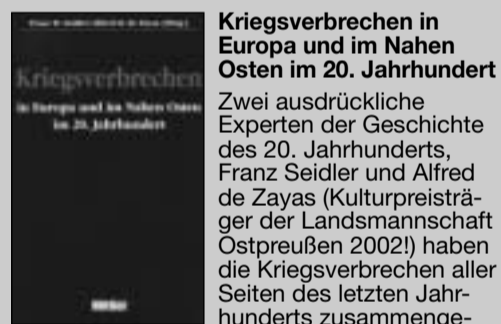 Kriegsverbrechen
in Europa und im Nahen Osten
im 20. Jahrhundert
Kriegsverbrechen in
Europa und im Nahen
Osten im 20. Jahrhundert
Zwei ausdrückliche
Experten der Geschichte
des 20. Jahrhunderts,
Franz Seidler und Alfred
de Zayas (Kulturpreisträ-
ger der Landsmannschaft
Ostpreußen 2002!) haben
die Kriegsverbrechen aller
Seiten des letzten Jahr-
hunderts zusammenge-